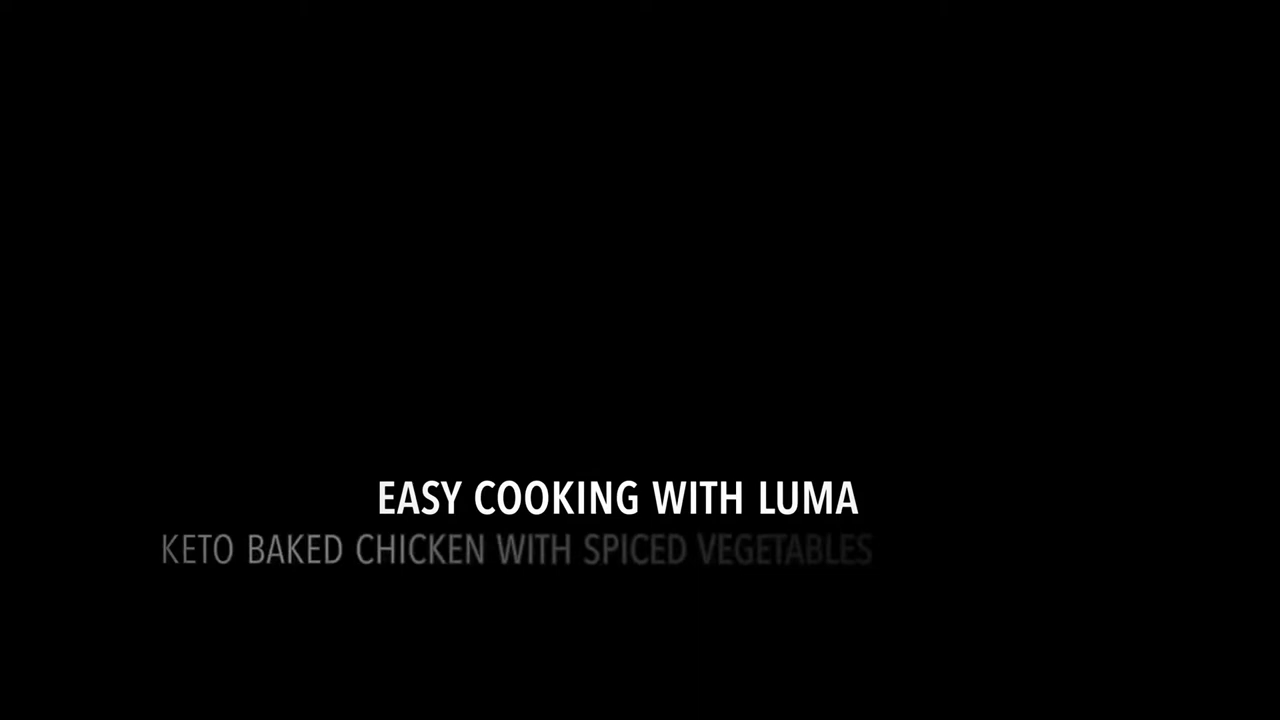 EASY COOKING WITH LUMA
KETO BAKED CHICKEN WITH SPICED VEGETABLES